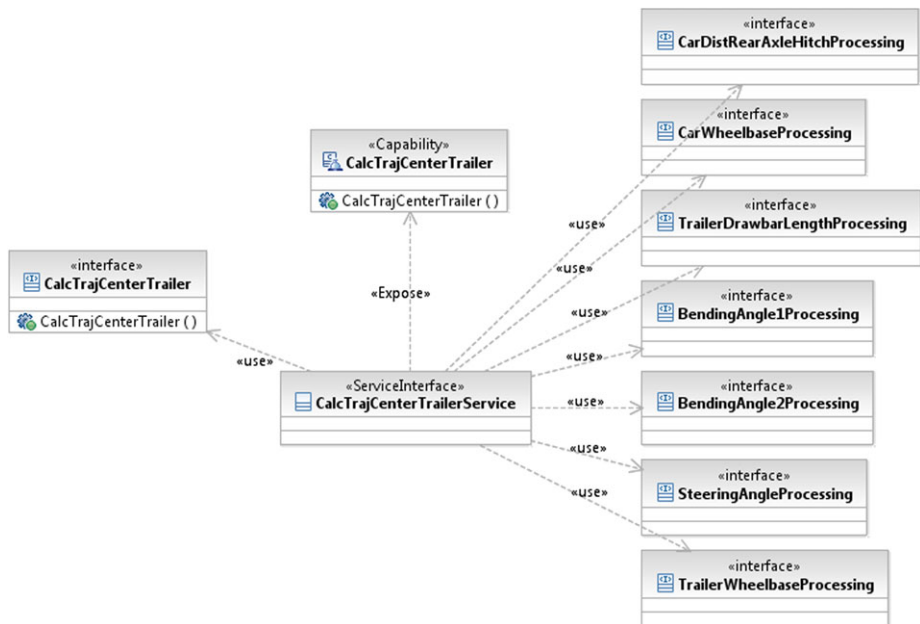 «interface»
CarDistRearAxleHitchProcessing
«interface»
CarWheelbaseProcessing
«Capability»
CalcTrajCenterTrailer
CalcTrajCenterTrailer ( )
«interface»
TrailerDrawbarLengthProcessing
«use»
«interface»
CalcTrajCenterTrailer
CalcTrajCenterTrailer ( )
«use»
«Expose»
«interface»
BendingAngle1Processing
«use»
«use»
«use»
«ServiceInterface»
CalcTrajCenterTrailerService
«interface»
BendingAngle2Processing
«use»
«use»
«interface»
SteeringAngleProcessing
«use»
«interface»
TrailerWheelbaseProcessing